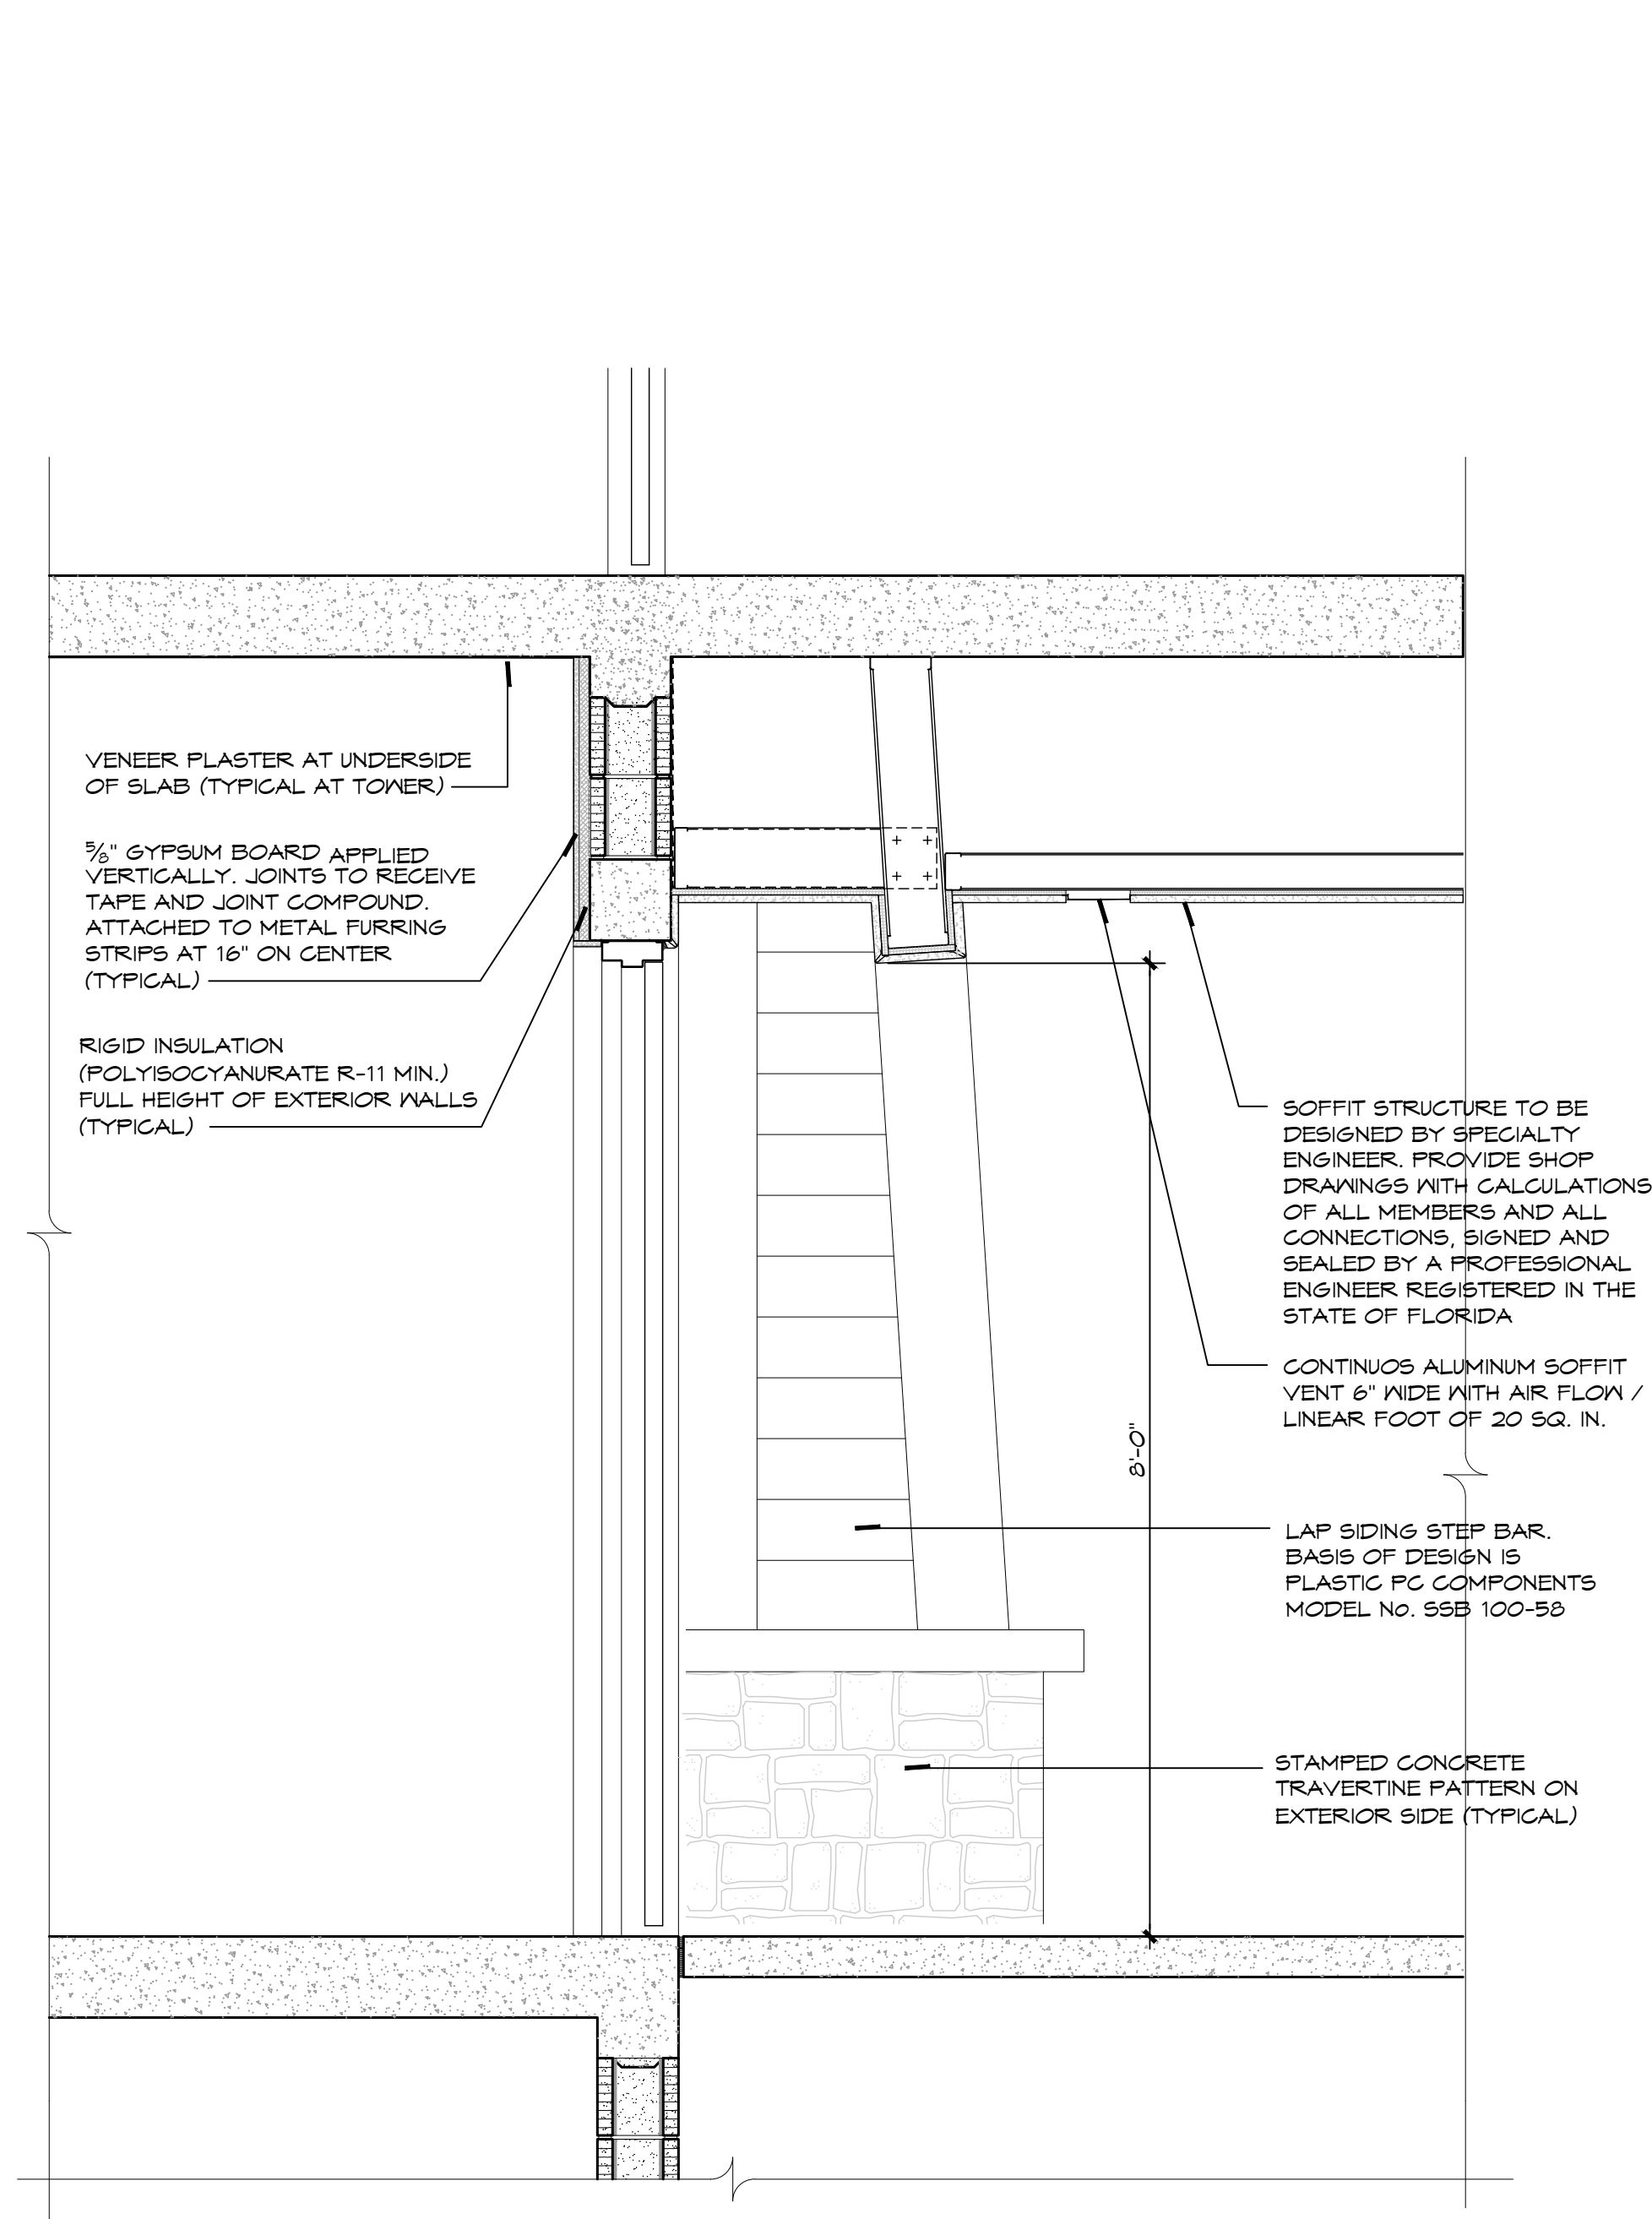 VENEER PLASTER AT UNDERSIDE
OF SLAB (TYPICAL AT TOWER)
5/8" GYPSUM BOARD APPLIED
VERTICALLY. JOINTS TO RECEIVE
TAPE AND JOINT COMPOUND.
ATTACHED TO METAL FURRING
STRIPS AT 16" ON CENTER
(TYPICAL)
RIGID INSULATION
(POLYISOCYANURATE R-11 MIN.)
FULL HEIGHT OF EXTERIOR WALLS
(TYPICAL)
SOFFIT STRUCTURE TO BE
DESIGNED BY SPECIALTY
ENGINEER. PROVIDE SHOP
DRAWINGS WITH CALCULATIONS
OF ALL MEMBERS AND ALL
CONNECTIONS, SIGNED AND
SEALED BY A PROFESSIONAL
ENGINEER REGISTERED IN THE
STATE OF FLORIDA
CONTINUOS ALUMINUM SOFFIT
VENT 6" WIDE WITH AIR FLOW /
LINEAR FOOT OF 20 SQ. IN.
8'-0"
LAP SIDING STEP BAR.
BASIS OF DESIGN IS
PLASTIC PC COMPONENTS
MODEL No. SSB 100-58
STAMPED CONCRETE
TRAVERTINE PATTERN ON
EXTERIOR SIDE (TYPICAL)